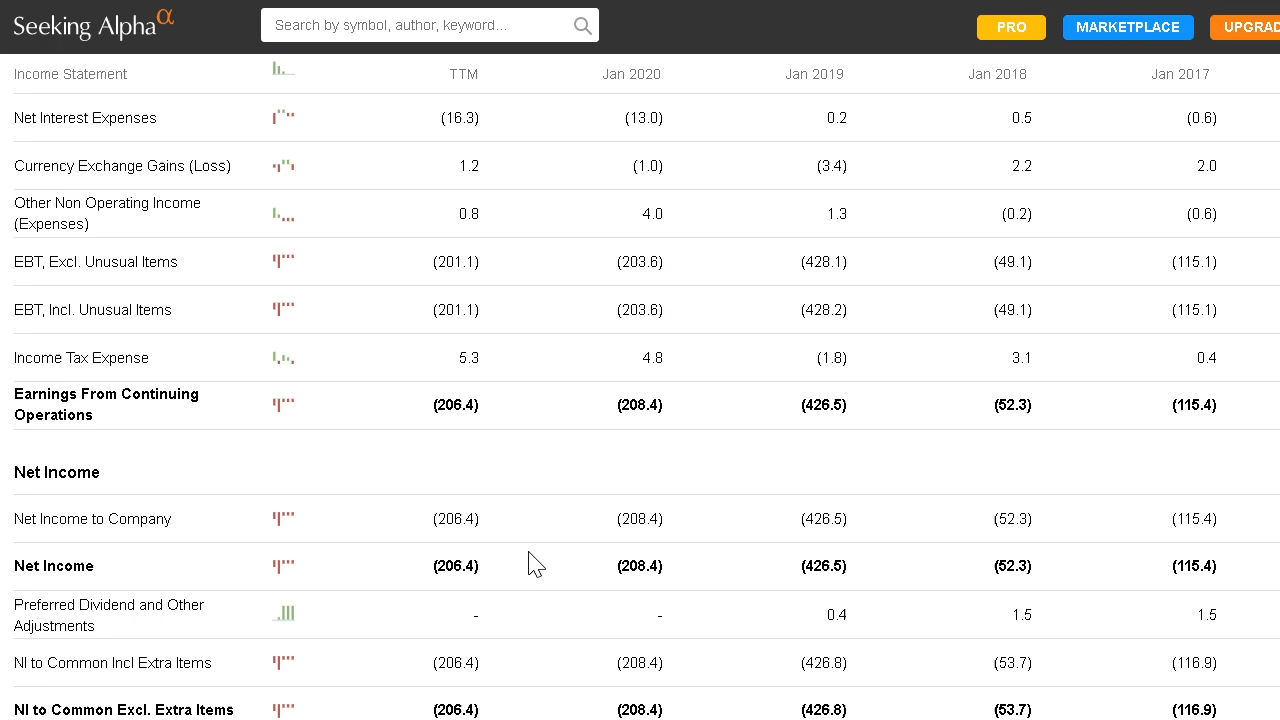 Seeking Alpha α
Search by symbol, author, keyword...
PRO
MARKETPLACE
UPGRAD
Income Statement TTM Jan 2020 Jan 2019 Jan 2018 Jan 2017
Net Interest Expenses (16.3) (13.0) 0.2 0.5 (0.6)
Currency Exchange Gains (Loss) 1.2 (1.0) (3.4) 2.2 2.0
Other Non Operating Income
(Expenses) 0.8 4.0 1.3 (0.2) (0.6)
EBT, Excl. Unusual Items (201.1) (203.6) (428.1) (49.1) (115.1)
EBT, Incl. Unusual Items (201.1) (203.6) (428.2) (49.1) (115.1)
Income Tax Expense 5.3 4.8 (1.8) 3.1 0.4
Earnings From Continuing
Operations (206.4) (208.4) (426.5) (52.3) (115.4)
Net Income
Net Income to Company (206.4) (208.4) (426.5) (52.3) (115.4)
Net Income (206.4) (208.4) (426.5) (52.3) (115.4)
Preferred Dividend and Other
Adjustments - - 0.4 1.5 1.5
NI to Common Incl Extra Items (206.4) (208.4) (426.8) (53.7) (116.9)
NI to Common Excl. Extra Items (206.4) (208.4) (426.8) (53.7) (116.9)